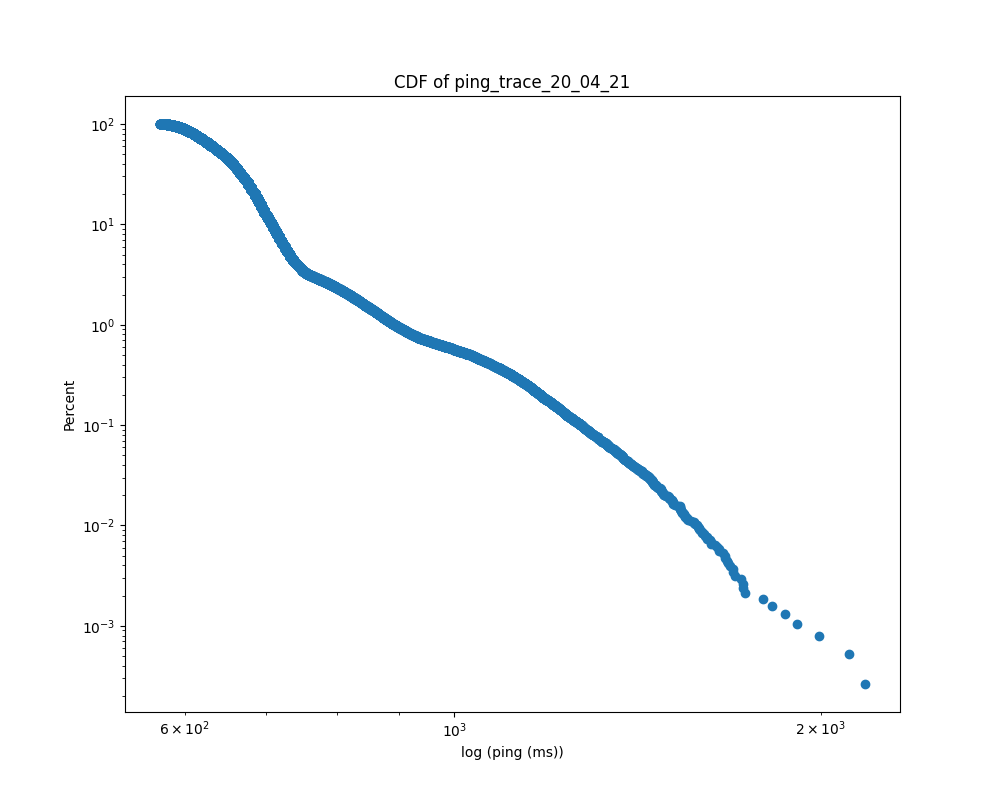 CDF of ping_trace_20_04_21
10²
10¹
10⁰
10⁻¹
10⁻²
10⁻³
Percent
6 × 10²
10³
2 × 10³
log (ping (ms))